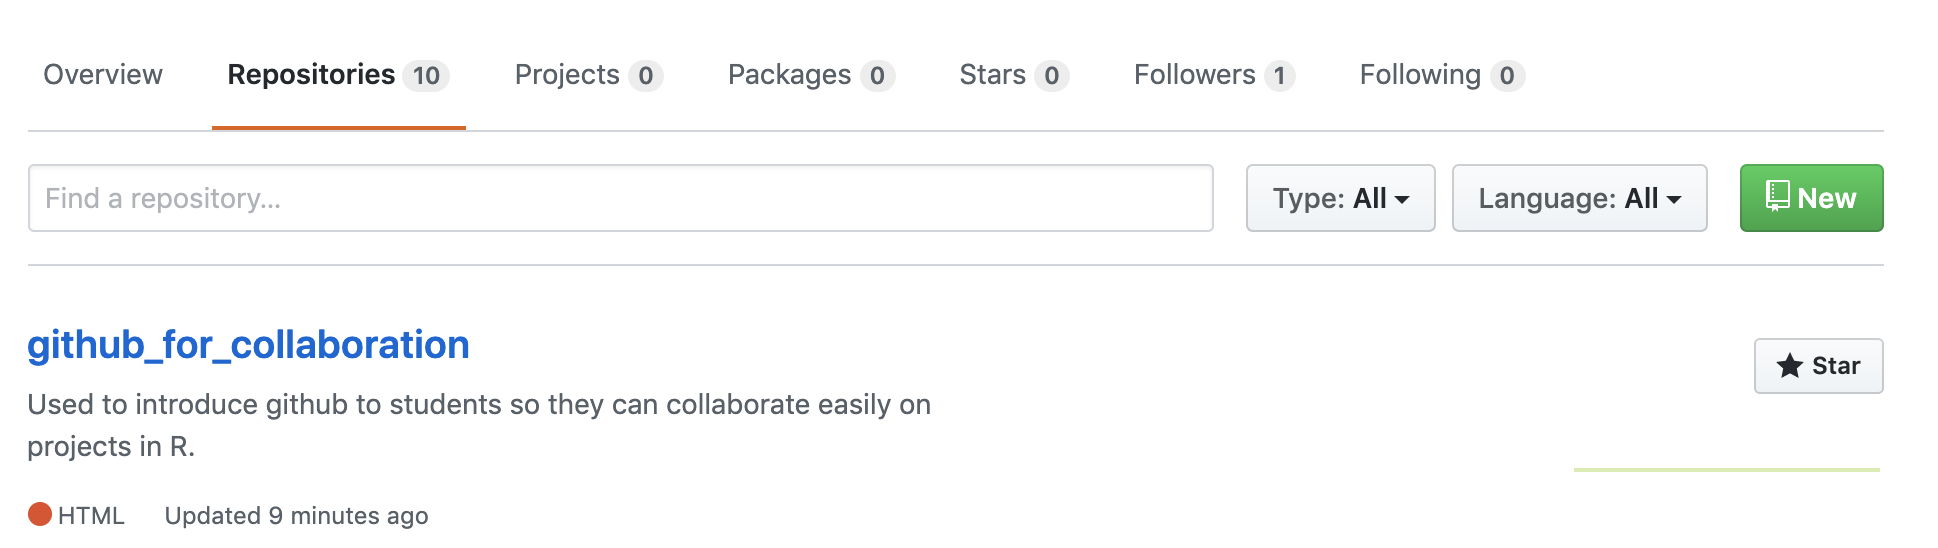 Overview Repositories 10 Projects 0 Packages 0 Stars 0 Followers 1 Following 0
Find a repository... Type: All Language: All New
github_for_collaboration
Star
Used to introduce github to students so they can collaborate easily on
projects in R.
HTML Updated 9 minutes ago